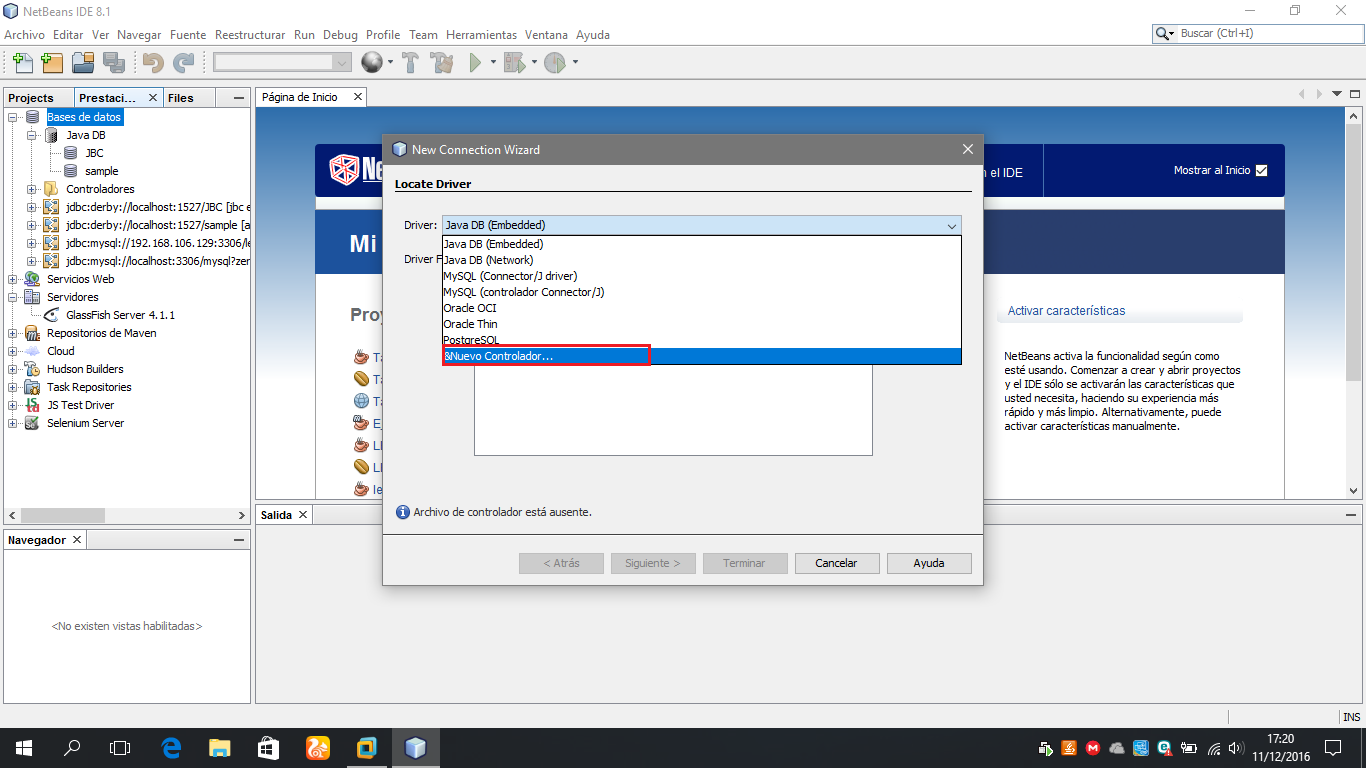 NetBeans IDE 8.1
Archivo Editar Ver Navegar Fuente Reestructurar Run Debug Profile Team Herramientas Ventana Ayuda
Buscar (Ctrl+I)
Projects Prestaci... Files
Página de Inicio
Bases de datos
Java DB
JBC
sample
Controladores
jdbc:derby://localhost:1527/JBC [jbc e
jdbc:derby://localhost:1527/sample [a
jdbc:mysql://192.168.106.129:3306/le
jdbc:mysql://localhost:3306/mysql?zer
Servicios Web
Servidores
GlassFish Server 4.1.1
Repositorios de Maven
Cloud
Hudson Builders
Task Repositories
JS Test Driver
Selenium Server
n el IDE
Mostrar al Inicio
Mi
Activar características
NetBeans activa la funcionalidad según como
esté usando. Comenzar a crear y abrir proyectos
y el IDE sólo se activarán las características que
usted necesita, haciendo su experiencia más
rápido y más limpio. Alternativamente, puede
activar características manualmente.
New Connection Wizard
Locate Driver
Driver: Java DB (Embedded)
Driver F
Java DB (Embedded)
Java DB (Network)
MySQL (Connector/J driver)
MySQL (controlador Connector/J)
Oracle OCI
Oracle Thin
PostgreSQL
&Nuevo Controlador...
Archivo de controlador está ausente.
< Atrás Siguiente > Terminar Cancelar Ayuda
Salida
Navegador
<No existen vistas habilitadas>
INS
17:20
11/12/2016